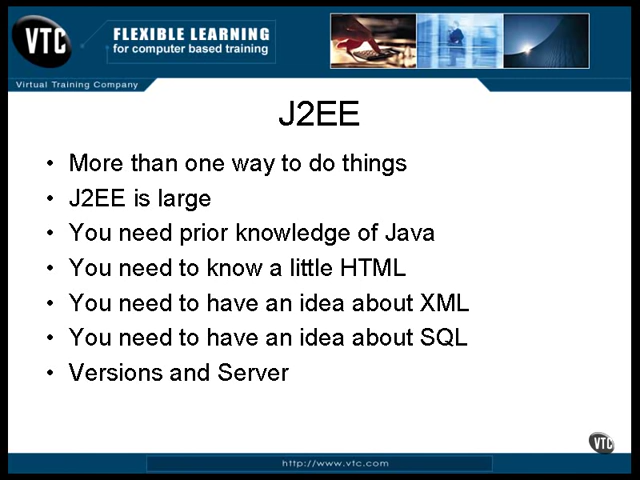 VTC
FLEXIBLE LEARNING
for computer based training
Virtual Training Company
J2EE
• More than one way to do things
• J2EE is large
• You need prior knowledge of Java
• You need to know a little HTML
• You need to have an idea about XML
• You need to have an idea about SQL
• Versions and Server
VTC
http://www.vtc.com